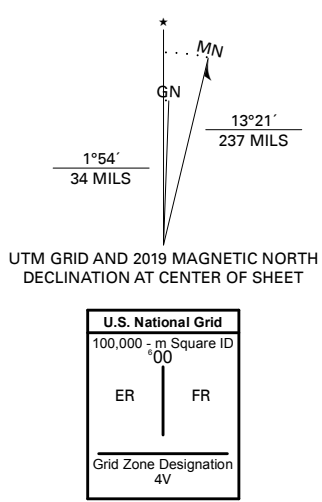 ★
MN
GN
13°21´
237 MILS
1°54´
34 MILS
UTM GRID AND 2019 MAGNETIC NORTH
DECLINATION AT CENTER OF SHEET
U.S. National Grid
100,000 - m Square ID
⁶00
ER FR
Grid Zone Designation
4V